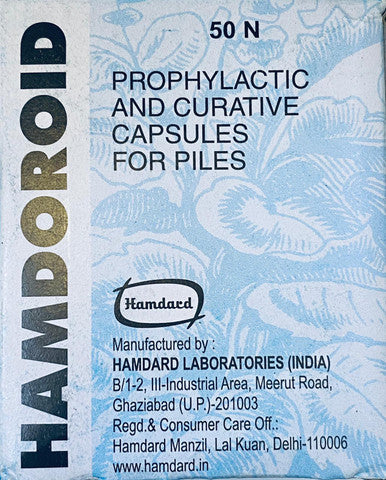 HAMDOROID
50 N
PROPHYLACTIC
AND CURATIVE
CAPSULES
FOR PILES
Hamdard
Manufactured by :
HAMDARD LABORATORIES (INDIA)
B/1-2, III-Industrial Area, Meerut Road,
Ghaziabad (U.P.)-201003
Regd.& Consumer Care Off.:
Hamdard Manzil, Lal Kuan, Delhi-110006
www.hamdard.in